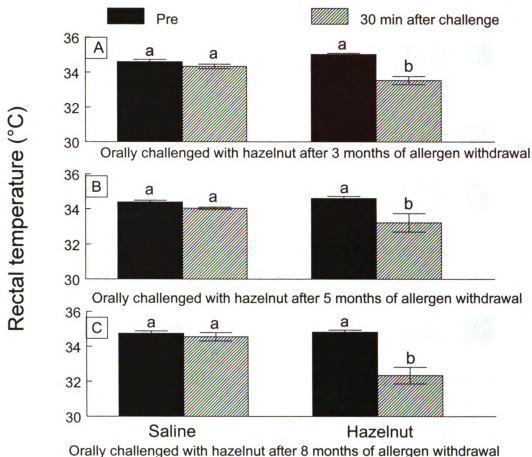 Pre 30 min after challenge
Rectal temperature (°C)
36
A
a a a b
34
32
30
Orally challenged with hazelnut after 3 months of allergen withdrawal
36
B
a a a b
34
32
30
Orally challenged with hazelnut after 5 months of allergen withdrawal
36
C
a a a b
34
32
30
Saline Hazelnut
Orally challenged with hazelnut after 8 months of allergen withdrawal